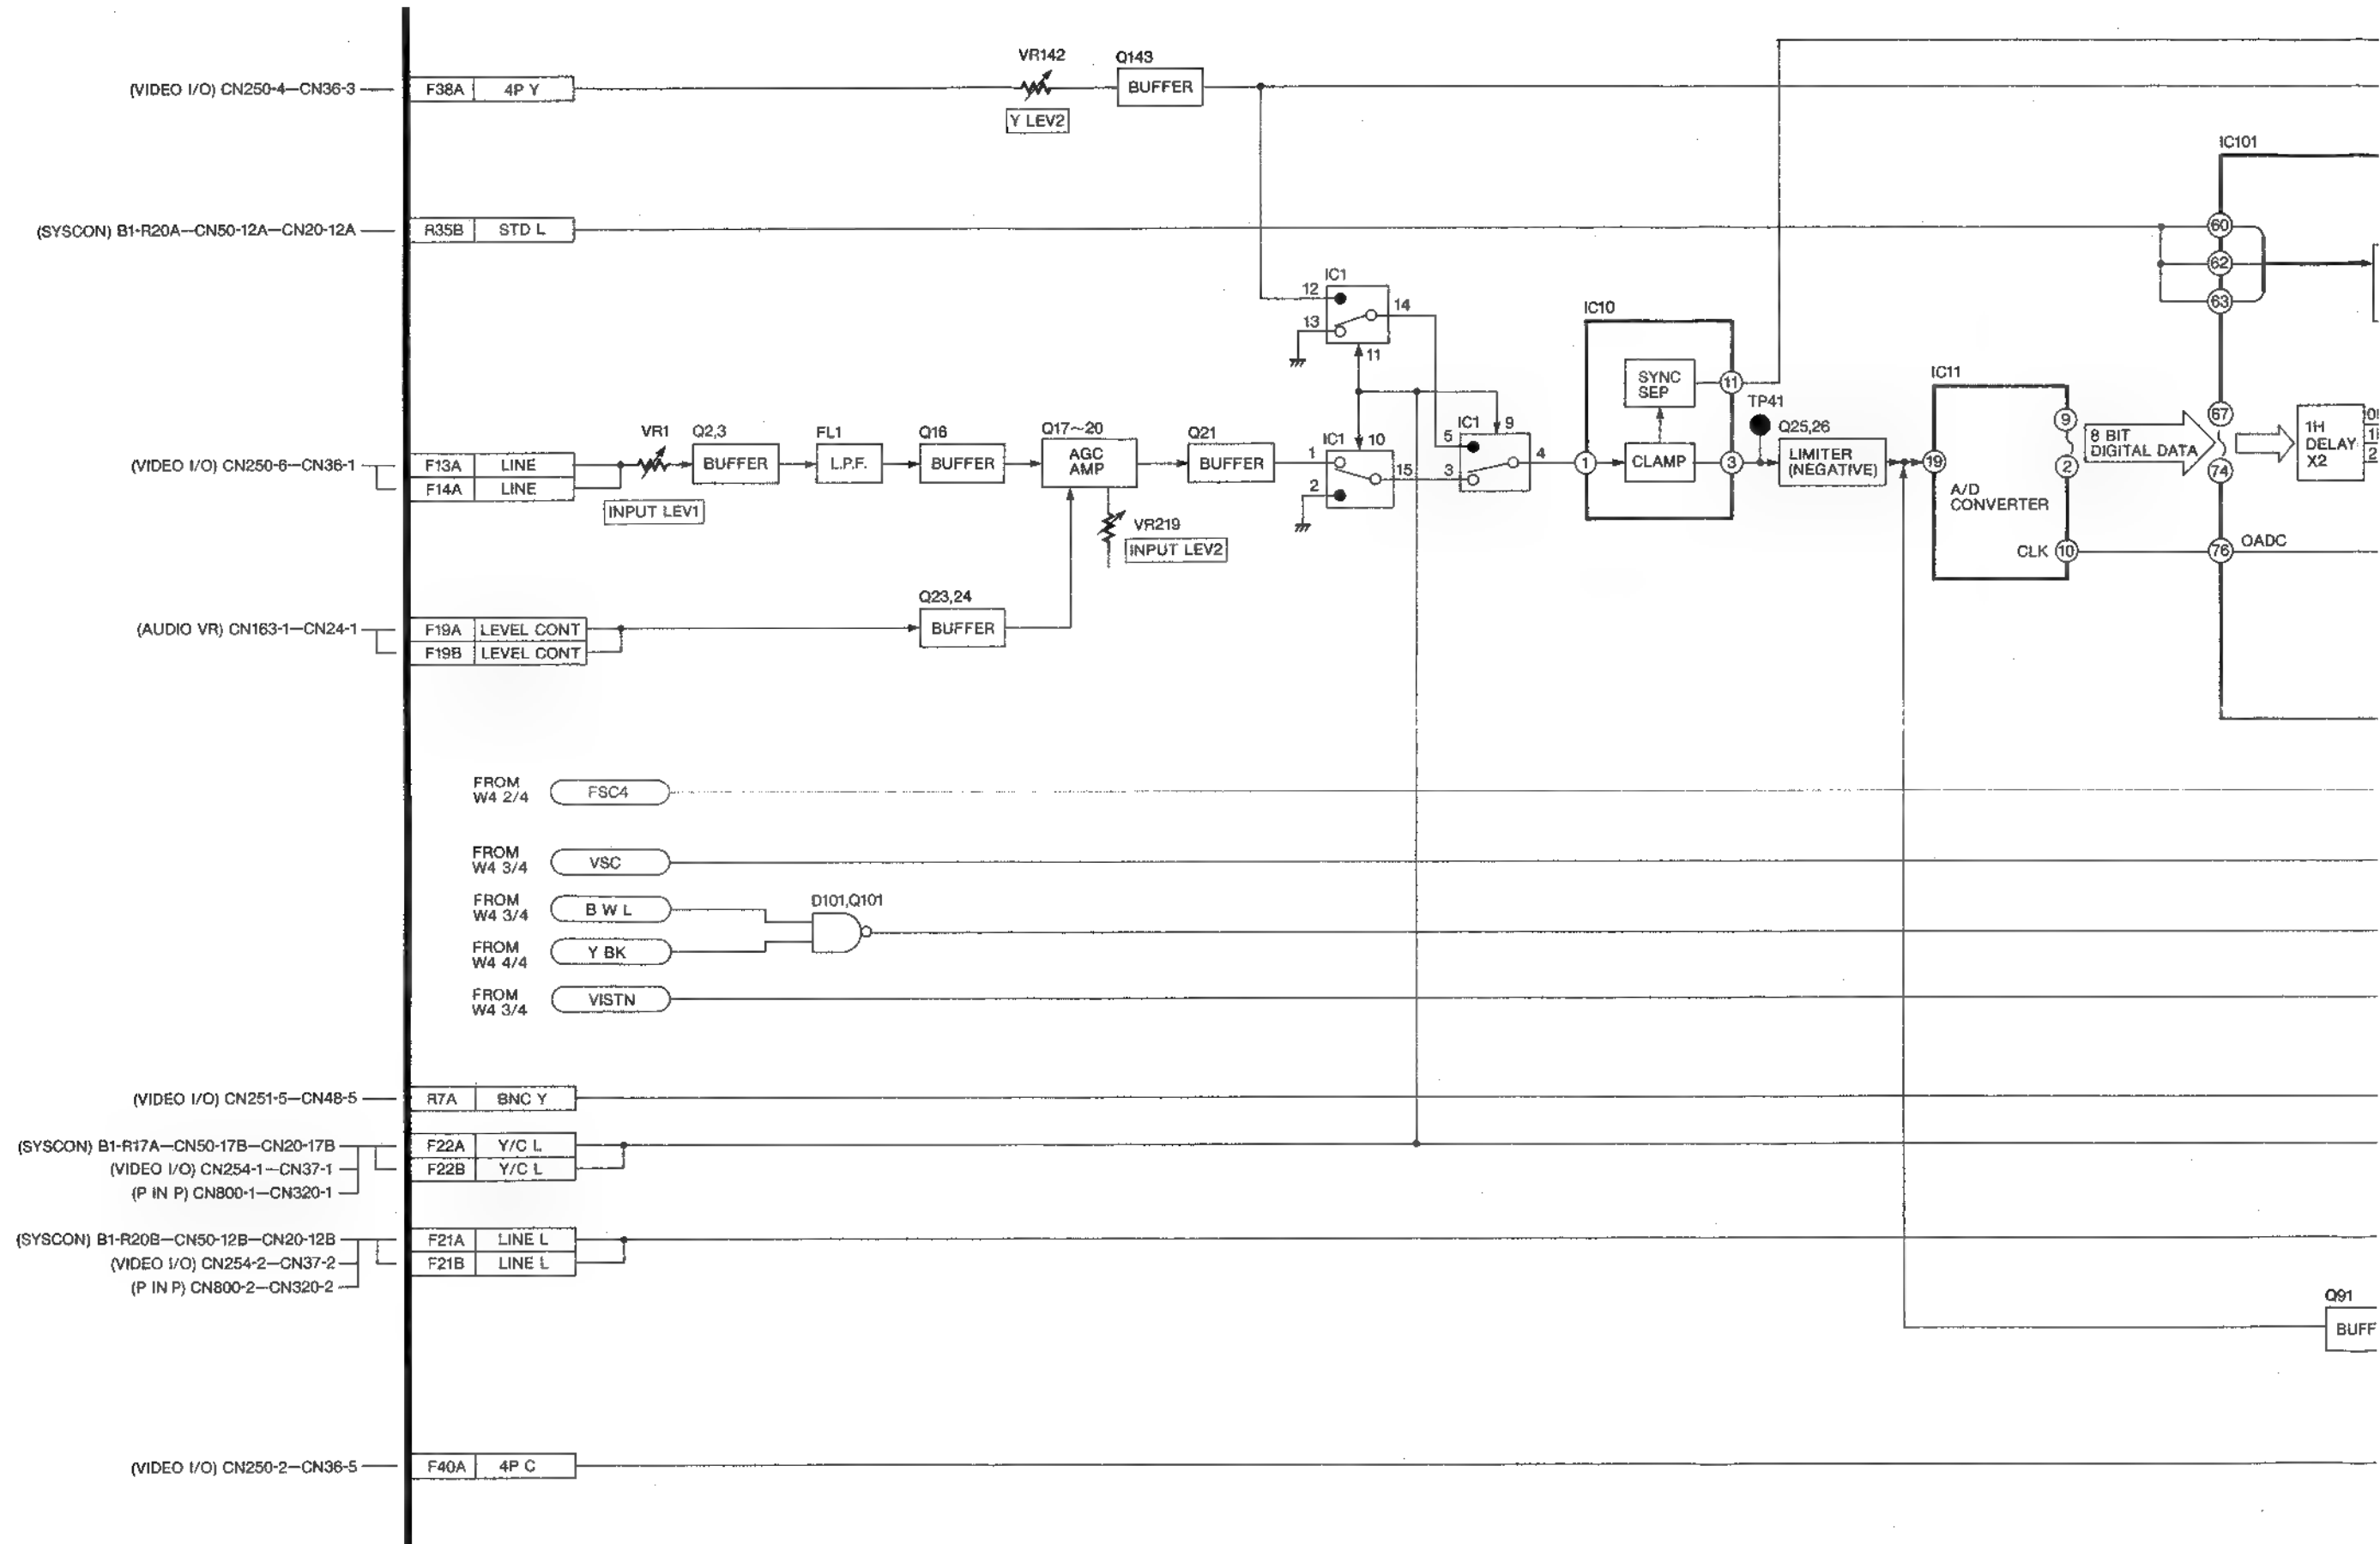 VR142
Q143
(VIDEO I/O) CN250-4—CN36-3
F38A
4P Y
BUFFER
Y LEV2
IC101
(SYSCON) B1-R20A—CN50-12A—CN20-12A
R35B
STD L
60
62
63
IC1
12
14
13
11
IC10
SYNC
SEP
11
IC11
TP41
VR1
Q2,3
FL1
Q16
Q17~20
Q21
IC1
10
IC1
9
5
Q25,26
9
67
(VIDEO I/O) CN250-6—CN36-1
F13A
LINE
BUFFER
L.P.F.
BUFFER
AGC
AMP
BUFFER
1
15
3
4
1
CLAMP
3
LIMITER
(NEGATIVE)
19
2
8 BIT
DIGITAL DATA
74
1H
DELAY
X2
F14A
LINE
2
A/D
CONVERTER
INPUT LEV1
VR219
INPUT LEV2
CLK
10
76
OADC
Q23,24
(AUDIO VR) CN163-1—CN24-1
F19A
LEVEL CONT
BUFFER
F19B
LEVEL CONT
FROM
W4 2/4
FSC4
FROM
W4 3/4
VSC
FROM
W4 3/4
B W L
D101,Q101
FROM
W4 4/4
Y BK
FROM
W4 3/4
VISTN
(VIDEO I/O) CN251-5—CN48-5
R7A
BNC Y
(SYSCON) B1-R17A—CN50-17B—CN20-17B
F22A
Y/C L
(VIDEO I/O) CN254-1—CN37-1
F22B
Y/C L
(P IN P) CN800-1—CN320-1
(SYSCON) B1-R20B—CN50-12B—CN20-12B
F21A
LINE L
(VIDEO I/O) CN254-2—CN37-2
F21B
LINE L
(P IN P) CN800-2—CN320-2
Q91
BUFF
(VIDEO I/O) CN250-2—CN36-5
F40A
4P C